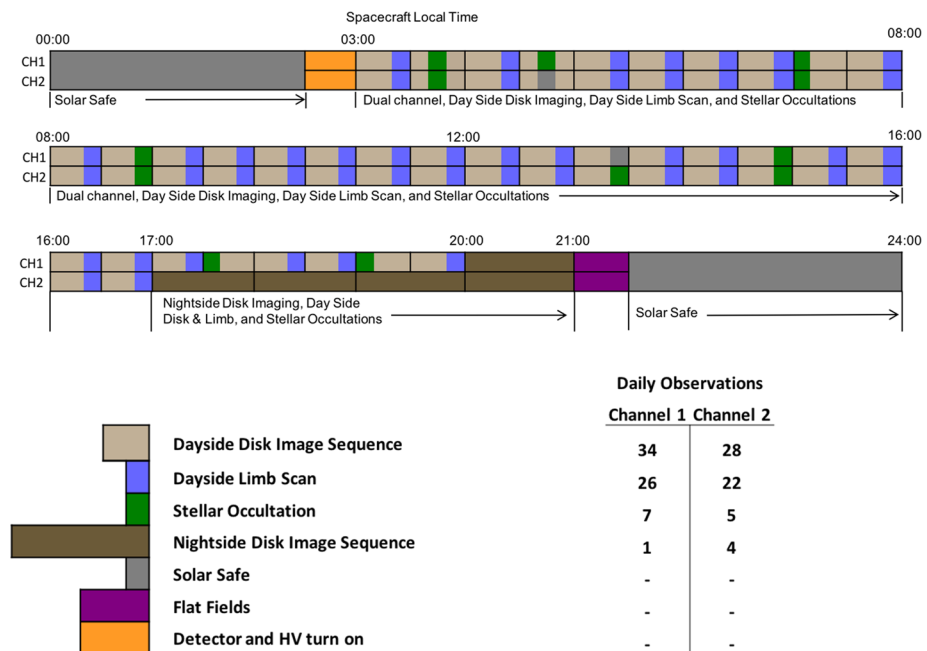 Spacecraft Local Time
00:00 03:00 08:00
CH1
CH2
Solar Safe
Dual channel, Day Side Disk Imaging, Day Side Limb Scan, and Stellar Occultations
08:00 12:00 16:00
CH1
CH2
Dual channel, Day Side Disk Imaging, Day Side Limb Scan, and Stellar Occultations
16:00 17:00 20:00 21:00 24:00
CH1
CH2
Nightside Disk Imaging, Day Side
Disk & Limb, and Stellar Occultations
Solar Safe
Daily Observations
Channel 1 Channel 2
Dayside Disk Image Sequence 34 28
Dayside Limb Scan 26 22
Stellar Occultation 7 5
Nightside Disk Image Sequence 1 4
Solar Safe - -
Flat Fields - -
Detector and HV turn on - -